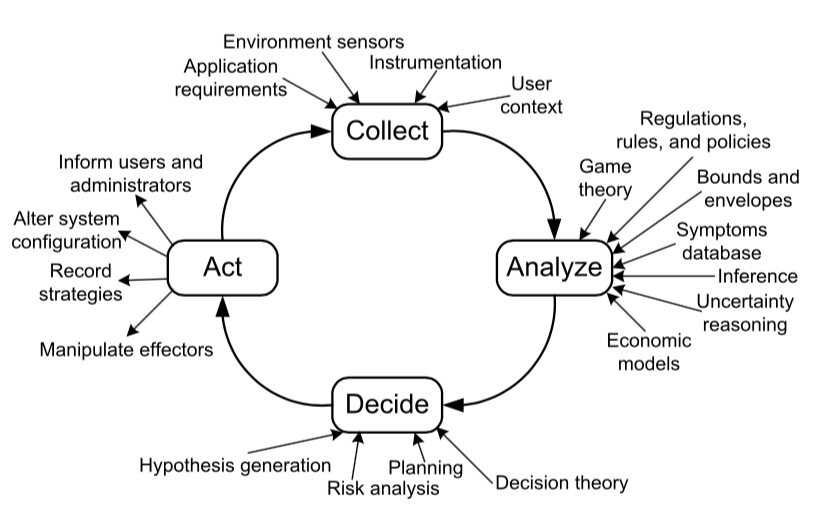 Environment sensors
Application
requirements
Instrumentation
User
context
Collect
Regulations,
rules, and policies
Game
theory
Bounds and
envelopes
Symptoms
database
Inference
Uncertainty
reasoning
Economic
models
Analyze
Decide
Hypothesis generation
Risk analysis
Planning
Decision theory
Act
Inform users and
administrators
Alter system
configuration
Record
strategies
Manipulate effectors